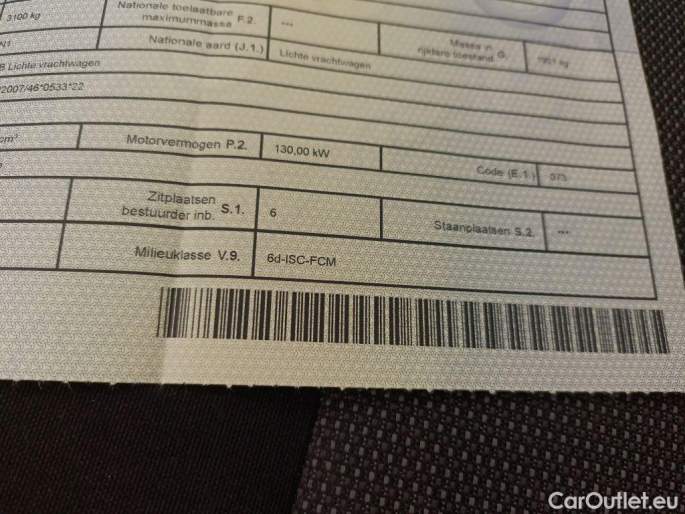 3100 kg
Nationale toelaatbare
maximummassa F.2.
---
Massa in G.
rijklare toestand
kg
N1
Nationale aard (J.1.)
Lichte vrachtwagen
B Lichte vrachtwagen
2007/46*0533*22
cm³
Motorvermogen P.2.
130,00 kW
Code (E.1.)
073
Zitplaatsen S.1.
bestuurder inb.
6
Staanplaatsen S.2.
---
Milieuklasse V.9.
6d-ISC-FCM
CarOutlet.eu